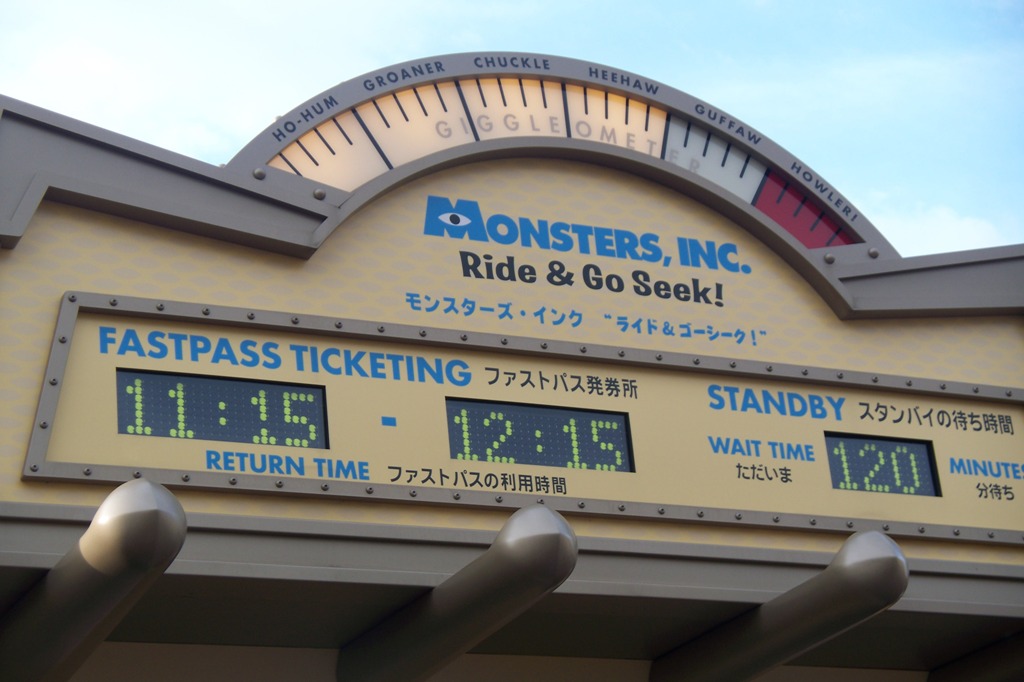 HO-HUM GROANER CHUCKLE HEEHAW GUFFAW HOWLER!
GIGGLE-O-METER
MONSTERS, INC.
Ride & Go Seek!
モンスターズ・インク "ライド&ゴーシーク!"
FASTPASS TICKETING ファストパス発券所
11:15 - 12:15
RETURN TIME ファストパスの利用時間
STANDBY スタンバイの待ち時間
WAIT TIME 120 MINUTES
ただいま 分待ち